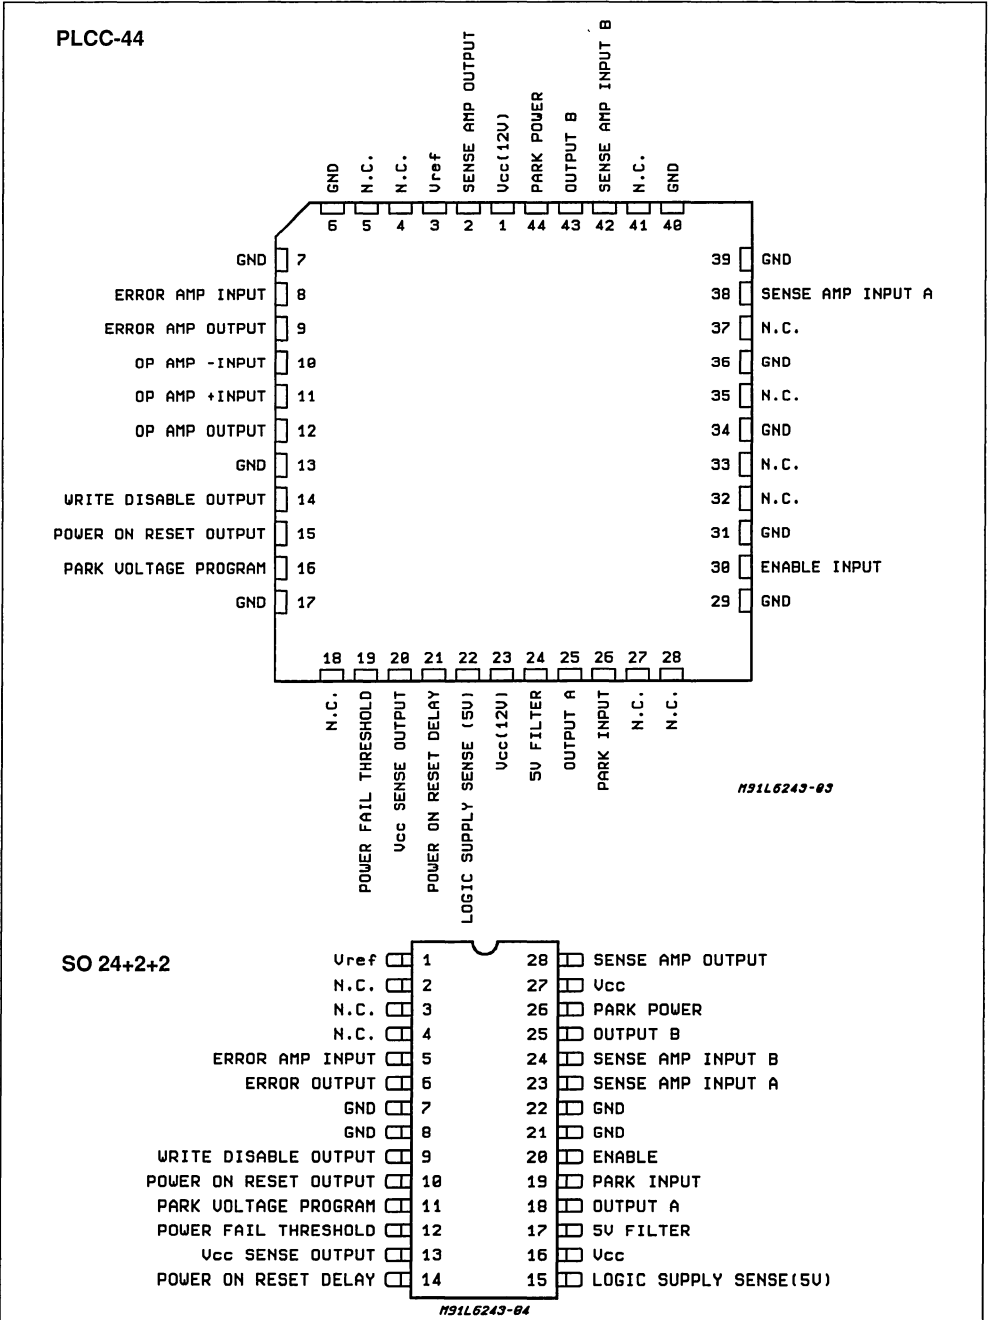 PLCC-44
GND
N.C.
N.C.
Vref
SENSE AMP OUTPUT
Vcc(12V)
PARK POWER
OUTPUT B
SENSE AMP INPUT B
N.C.
GND
6 5 4 3 2 1 44 43 42 41 40
GND 7
ERROR AMP INPUT 8
ERROR AMP OUTPUT 9
OP AMP -INPUT 10
OP AMP +INPUT 11
OP AMP OUTPUT 12
GND 13
WRITE DISABLE OUTPUT 14
POWER ON RESET OUTPUT 15
PARK VOLTAGE PROGRAM 16
GND 17
39 GND
38 SENSE AMP INPUT A
37 N.C.
36 GND
35 N.C.
34 GND
33 N.C.
32 N.C.
31 GND
30 ENABLE INPUT
29 GND
18 19 20 21 22 23 24 25 26 27 28
N.C.
POWER FAIL THRESHOLD
Vcc SENSE OUTPUT
POWER ON RESET DELAY
LOGIC SUPPLY SENSE (5V)
Vcc(12V)
5V FILTER
OUTPUT A
PARK INPUT
N.C.
N.C.
M91L6243-03
SO 24+2+2
Vref 1 28 SENSE AMP OUTPUT
N.C. 2 27 Vcc
N.C. 3 26 PARK POWER
N.C. 4 25 OUTPUT B
ERROR AMP INPUT 5 24 SENSE AMP INPUT B
ERROR OUTPUT 6 23 SENSE AMP INPUT A
GND 7 22 GND
GND 8 21 GND
WRITE DISABLE OUTPUT 9 20 ENABLE
POWER ON RESET OUTPUT 10 19 PARK INPUT
PARK VOLTAGE PROGRAM 11 18 OUTPUT A
POWER FAIL THRESHOLD 12 17 5V FILTER
Vcc SENSE OUTPUT 13 16 Vcc
POWER ON RESET DELAY 14 15 LOGIC SUPPLY SENSE(5V)
M91L6243-04